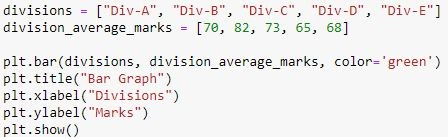 divisions = ["Div-A", "Div-B", "Div-C", "Div-D", "Div-E"]
division_average_marks = [70, 82, 73, 65, 68]
plt.bar(divisions, division_average_marks, color='green')
plt.title("Bar Graph")
plt.xlabel("Divisions")
plt.ylabel("Marks")
plt.show()